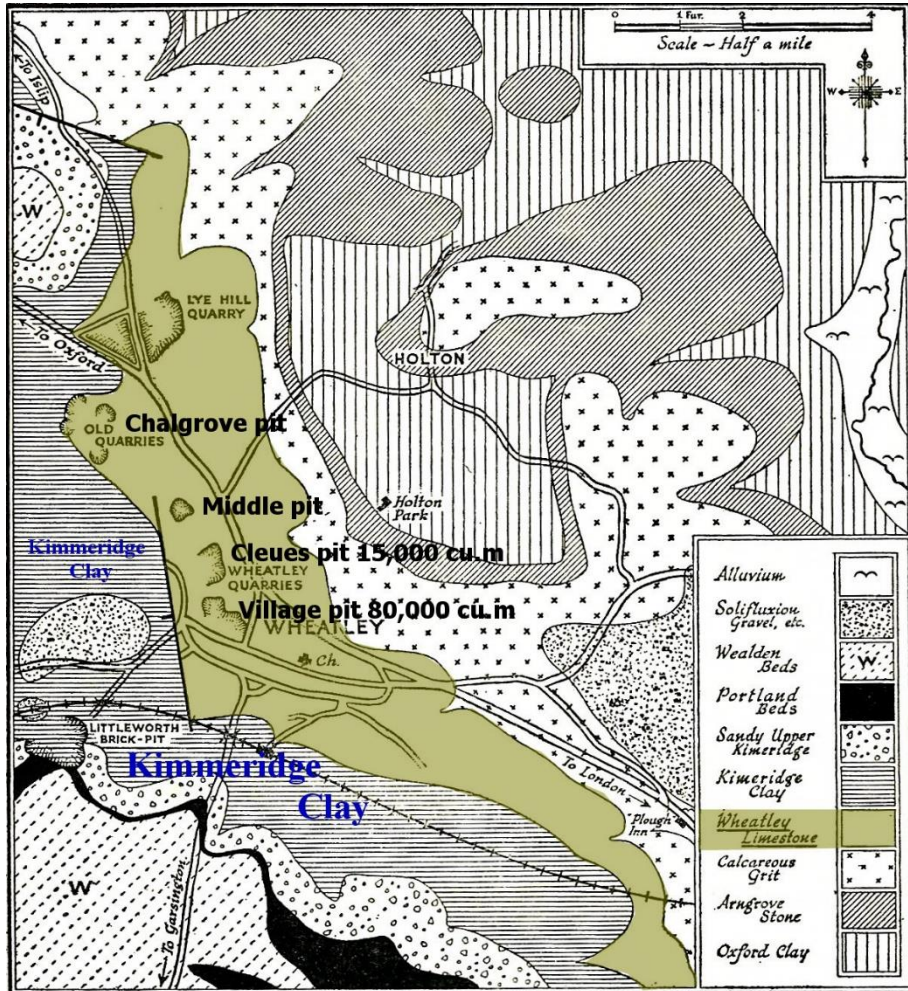 0 1 Fur. 2 4
Scale ~ Half a mile
W E
To Islip
W
LYE HILL
QUARRY
To Oxford
HOLTON
Chalgrove pit
OLD
QUARRIES
Holton
Park
Middle pit
Kimmeridge
Clay
Cleues pit 15,000 cu.m
WHEATLEY
QUARRIES
Village pit 80,000 cu.m
WHEATLEY
Ch.
LITTLEWORTH
BRICK-PIT
Kimmeridge
Clay
To London
Plough
Inn
W
To Garsington
Alluvium
Solifluxion
Gravel, etc.
Wealden
Beds
W
Portland
Beds
Sandy Upper
Kimeridge
Kimeridge
Clay
Wheatley
Limestone
Calcareous
Grit
Arngrove
Stone
Oxford Clay